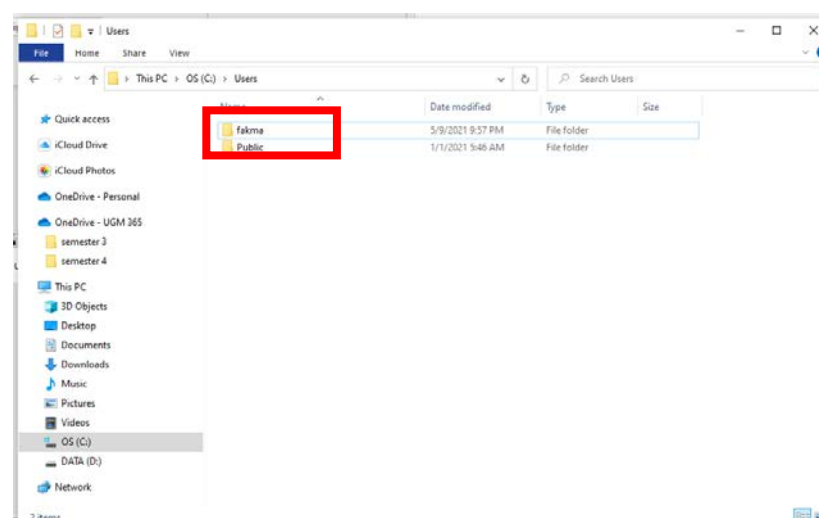 Users
File Home Share View
This PC OS (C:) Users Search Users
Name Date modified Type Size
Quick access
fakma 5/9/2021 9:57 PM File folder
Public 1/1/2021 5:46 AM File folder
iCloud Drive
iCloud Photos
OneDrive - Personal
OneDrive - UGM 365
semester 3
semester 4
This PC
3D Objects
Desktop
Documents
Downloads
Music
Pictures
Videos
OS (C:)
DATA (D:)
Network
2 items